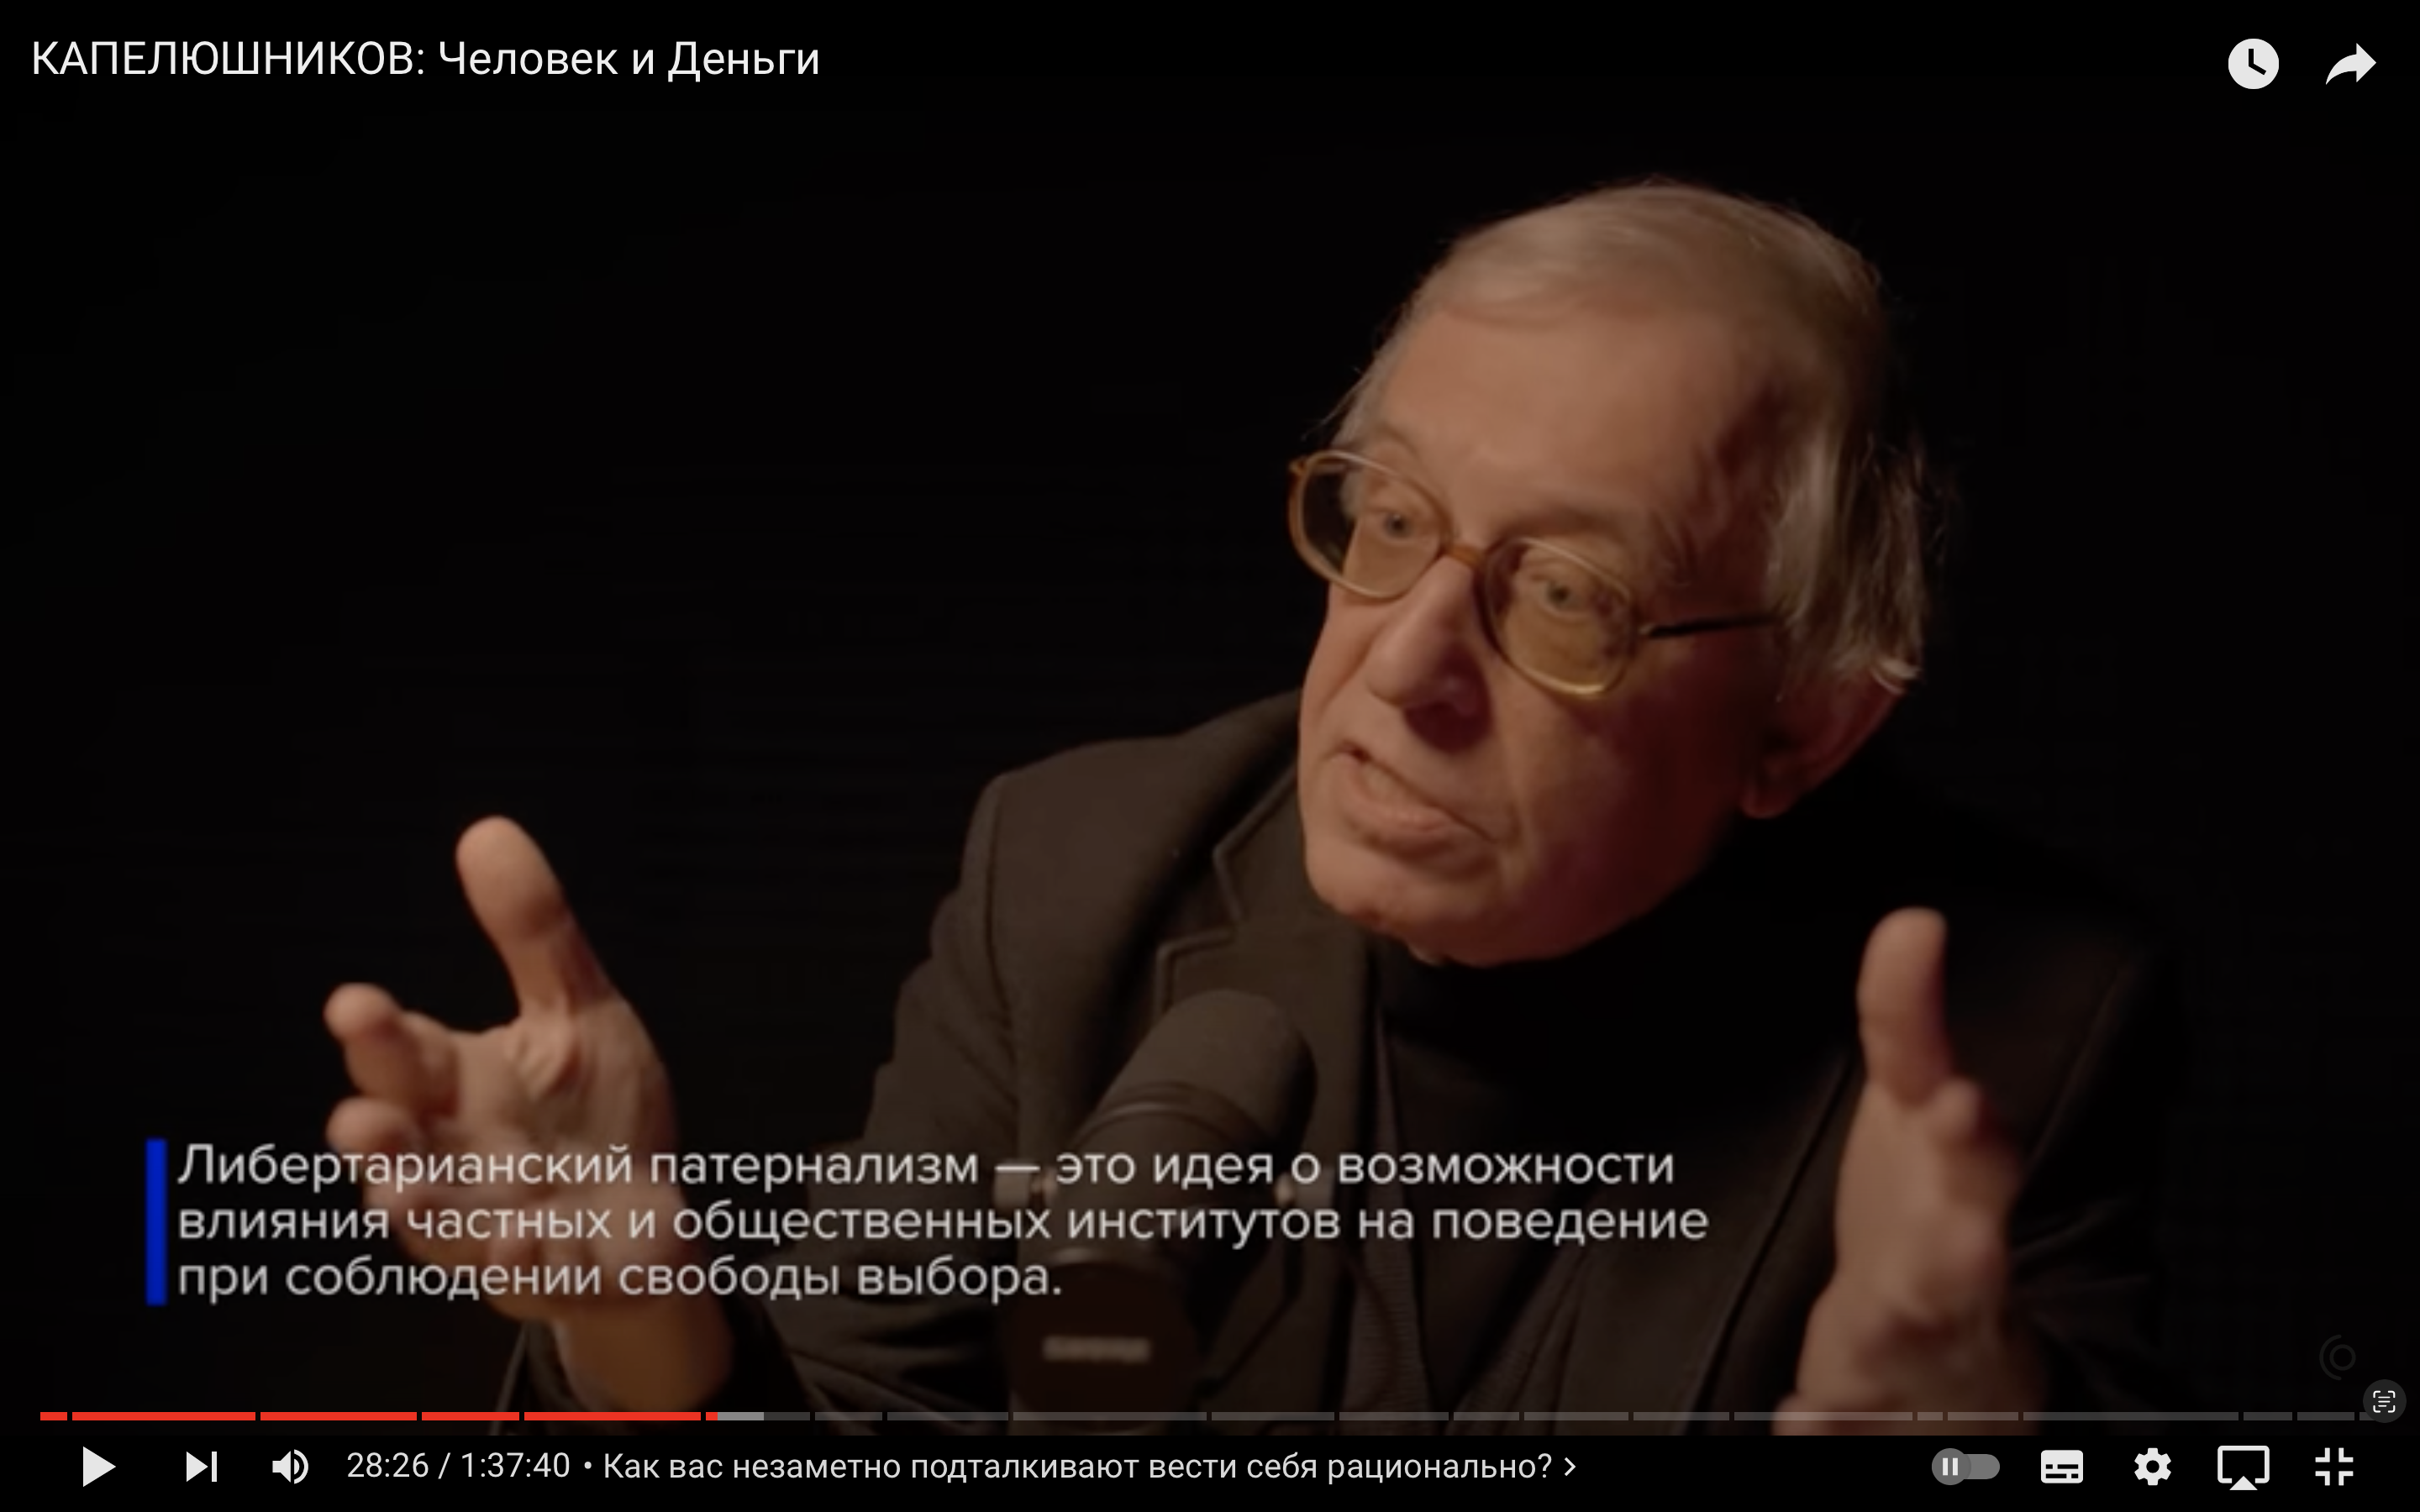 КАПЕЛЮШНИКОВ: Человек и Деньги
Либертарианский патернализм — это идея о возможности
влияния частных и общественных институтов на поведение
при соблюдении свободы выбора.
28:26 / 1:37:40 • Как вас незаметно подталкивают вести себя рационально? >